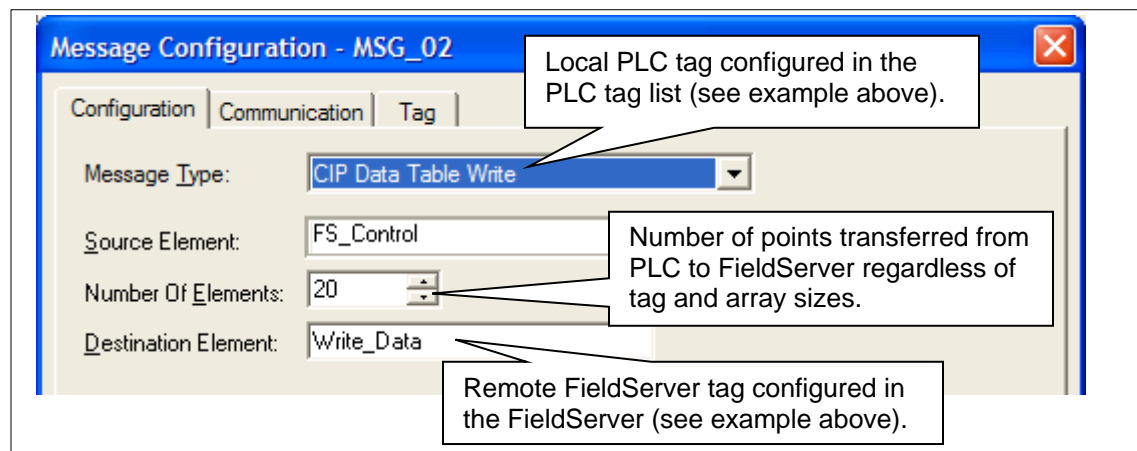 Message Configuration - MSG_02
Local PLC tag configured in the
PLC tag list (see example above).
Configuration Communication Tag
Message Type: CIP Data Table Write
Source Element: FS_Control
Number of points transferred from
PLC to FieldServer regardless of
tag and array sizes.
Number Of Elements: 20
Destination Element: Write_Data
Remote FieldServer tag configured in
the FieldServer (see example above).